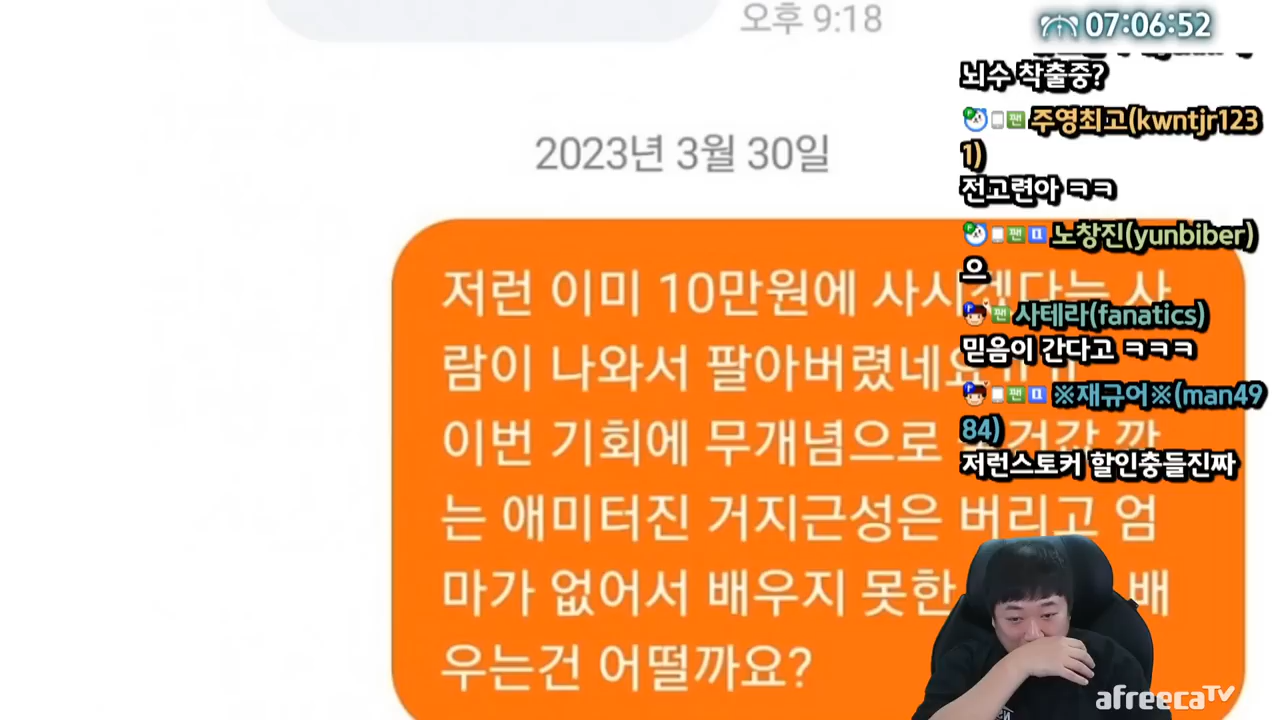 오후 9:18
07:06:52
뇌수 착출중?
주영최고(kwntjr123
1)
전고련아 ㅋㅋ
노창진(yunbiber)
으
사테라(fanatics)
믿음이 간다고 ㅋㅋㅋ
※재규어※(man49
84)
저런스토커 할인충들진짜
2023년 3월 30일
저런 이미 10만원에 사시겠다는 사
람이 나와서 팔아버렸네요
이번 기회에 무개념으로
는 애미터진 거지근성은 버리고 엄
마가 없어서 배우지 못한 배
우는건 어떨까요?
afreecaTV